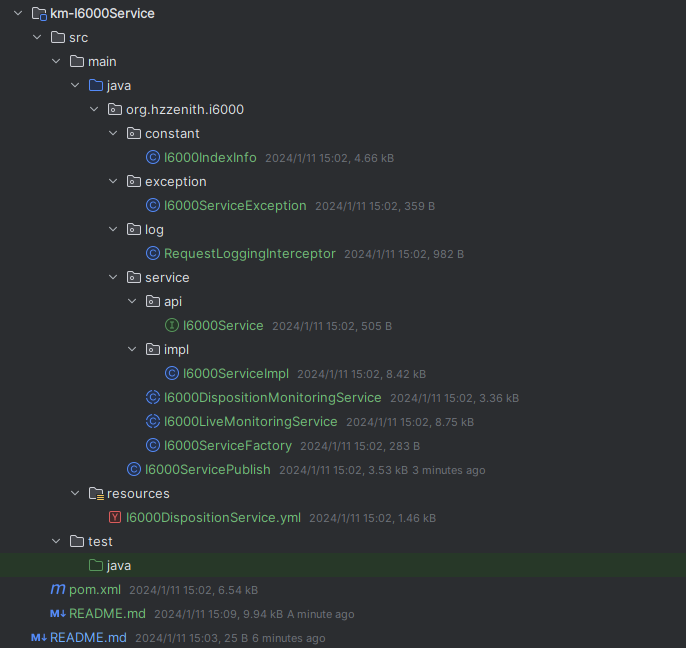 km-I6000Service
src
main
java
org.hzzenith.i6000
constant
I6000IndexInfo 2024/1/11 15:02, 4.66 kB
exception
I6000ServiceException 2024/1/11 15:02, 359 B
log
RequestLoggingInterceptor 2024/1/11 15:02, 982 B
service
api
I6000Service 2024/1/11 15:02, 505 B
impl
I6000ServiceImpl 2024/1/11 15:02, 8.42 kB
I6000DispositionMonitoringService 2024/1/11 15:02, 3.36 kB
I6000LiveMonitoringService 2024/1/11 15:02, 8.75 kB
I6000ServiceFactory 2024/1/11 15:02, 283 B
I6000ServicePublish 2024/1/11 15:02, 3.53 kB 3 minutes ago
resources
I6000DispositionService.yml 2024/1/11 15:02, 1.46 kB
test
java
pom.xml 2024/1/11 15:02, 6.54 kB
README.md 2024/1/11 15:09, 9.94 kB A minute ago
README.md 2024/1/11 15:03, 25 B 6 minutes ago